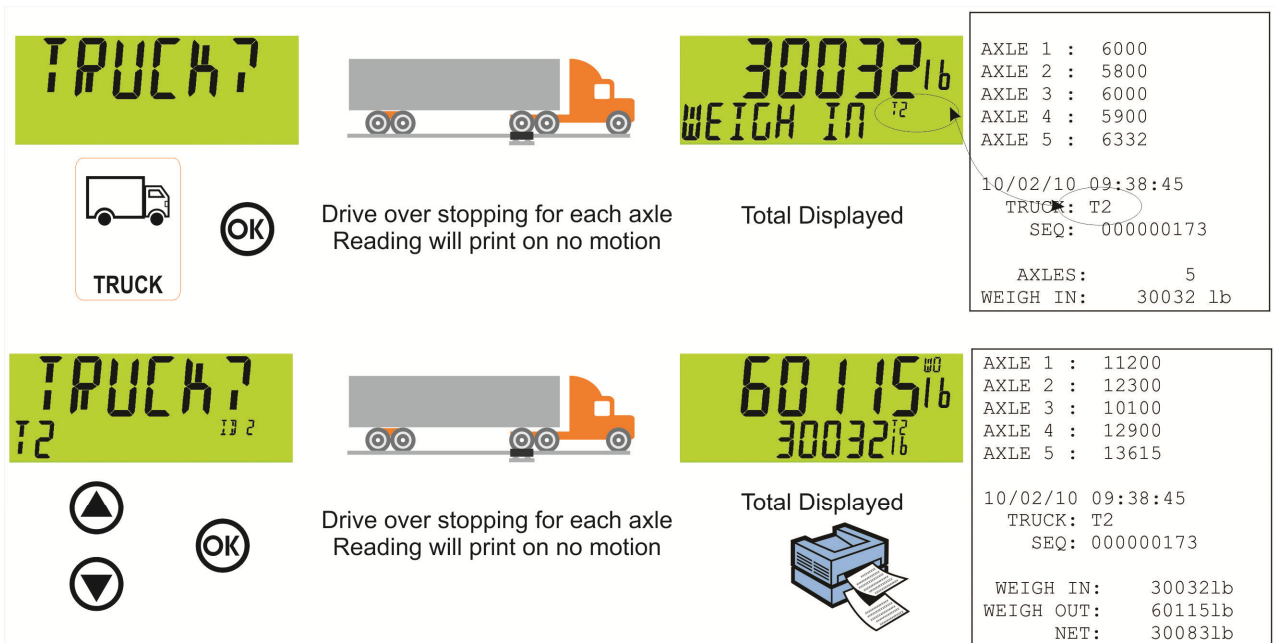 TRUCK?
TRUCK
OK
Drive over stopping for each axle
Reading will print on no motion
30032lb
WEIGH IN T2
Total Displayed
AXLE 1 : 6000
AXLE 2 : 5800
AXLE 3 : 6000
AXLE 4 : 5900
AXLE 5 : 6332
10/02/10 09:38:45
TRUCK: T2
SEQ: 000000173
AXLES: 5
WEIGH IN: 30032 lb
TRUCK?
T2 ID 2
OK
Drive over stopping for each axle
Reading will print on no motion
60115lb WO
30032lb T2
Total Displayed
AXLE 1 : 11200
AXLE 2 : 12300
AXLE 3 : 10100
AXLE 4 : 12900
AXLE 5 : 13615
10/02/10 09:38:45
TRUCK: T2
SEQ: 000000173
WEIGH IN: 30032lb
WEIGH OUT: 60115lb
NET: 30083lb